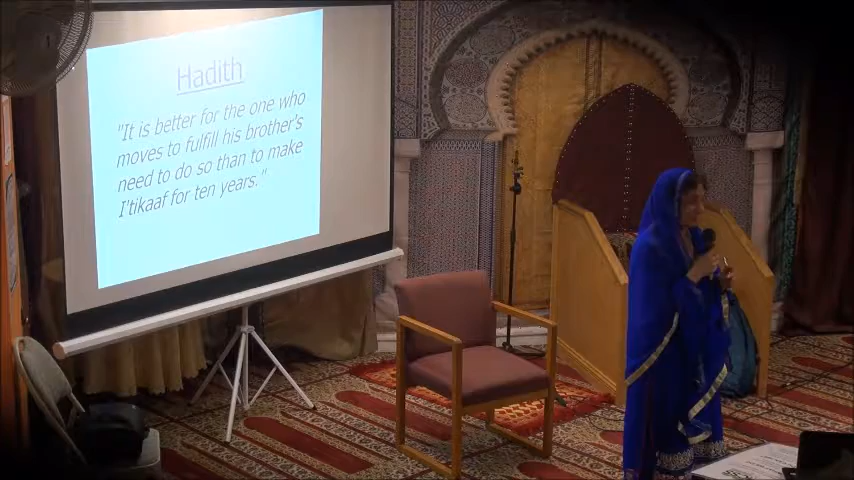 Hadith
"It is better for the one who
moves to fulfill his brother's
need to do so than to make
I'tikaaf for ten years."